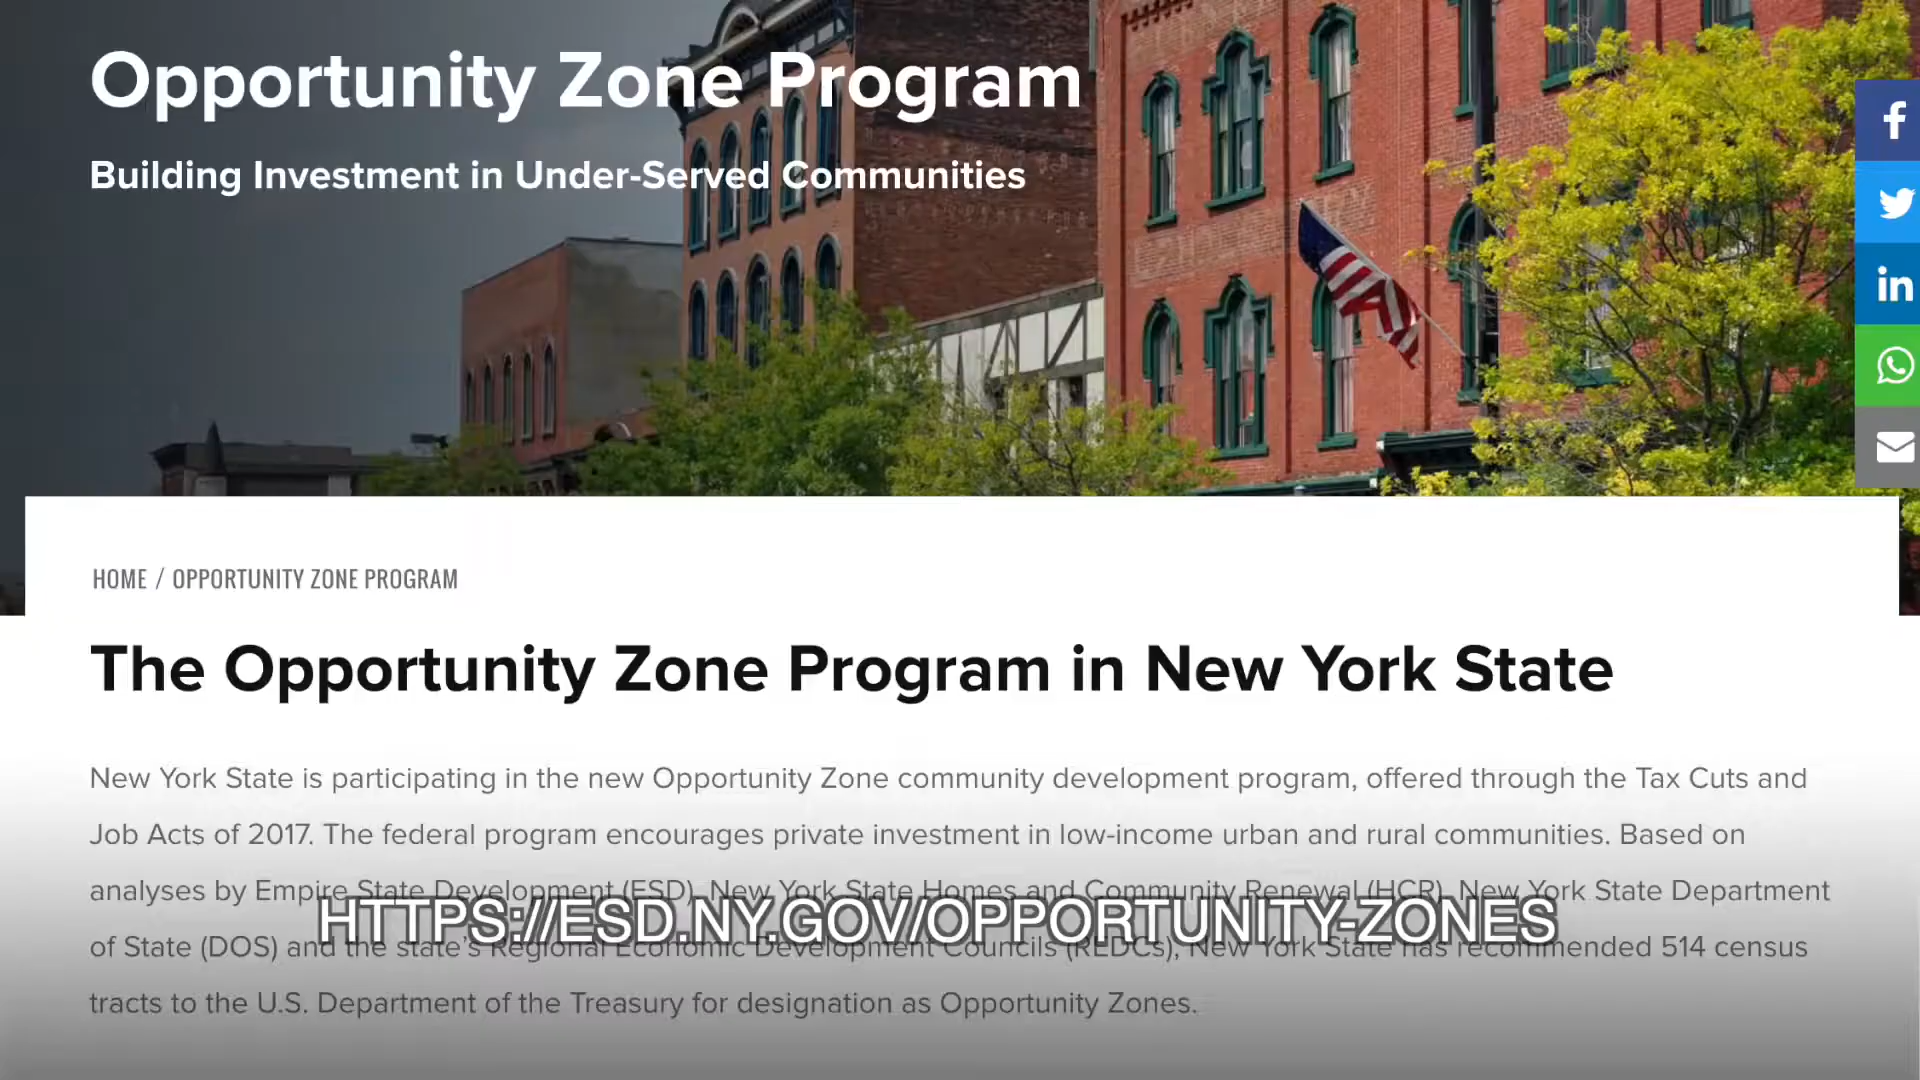 Opportunity Zone Program
Building Investment in Under-Served Communities
HOME / OPPORTUNITY ZONE PROGRAM
The Opportunity Zone Program in New York State
New York State is participating in the new Opportunity Zone community development program, offered through the Tax Cuts and
Job Acts of 2017. The federal program encourages private investment in low-income urban and rural communities. Based on
analyses by Empire State Development (ESD), New York State Homes and Community Renewal (HCR), New York State Department
HTTPS://ESD.NY.GOV/OPPORTUNITY-ZONES
of State (DOS) and the state's Regional Economic Development Councils (REDCs), New York State has recommended 514 census
tracts to the U.S. Department of the Treasury for designation as Opportunity Zones.